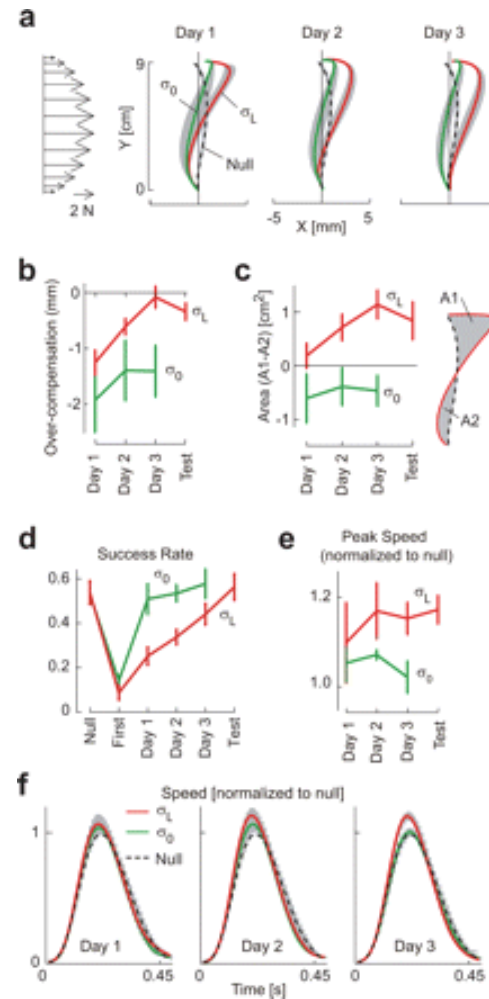 a
Day 1 Day 2 Day 3
9
σ0
σL
Y [cm]
Null
0
2 N
-5 5
X [mm]
b
0
σL
-1
σ0
-2
Over-compensation (mm)
Day 1
Day 2
Day 3
Test
c
A1
1
σL
0
σ0
-1
A2
Area (A1-A2) [cm2]
Day 1
Day 2
Day 3
Test
d
Success Rate
0.6
σ0
0.4
σL
0.2
0
Null
First
Day 1
Day 2
Day 3
Test
e
Peak Speed
(normalized to null)
1.2
σL
σ0
1.0
Day 1
Day 2
Day 3
Test
f
Speed [normalized to null]
σL
1
σ0
Null
Day 1 Day 2 Day 3
0
0 0.45 0 0.45 0 0.45
Time [s]